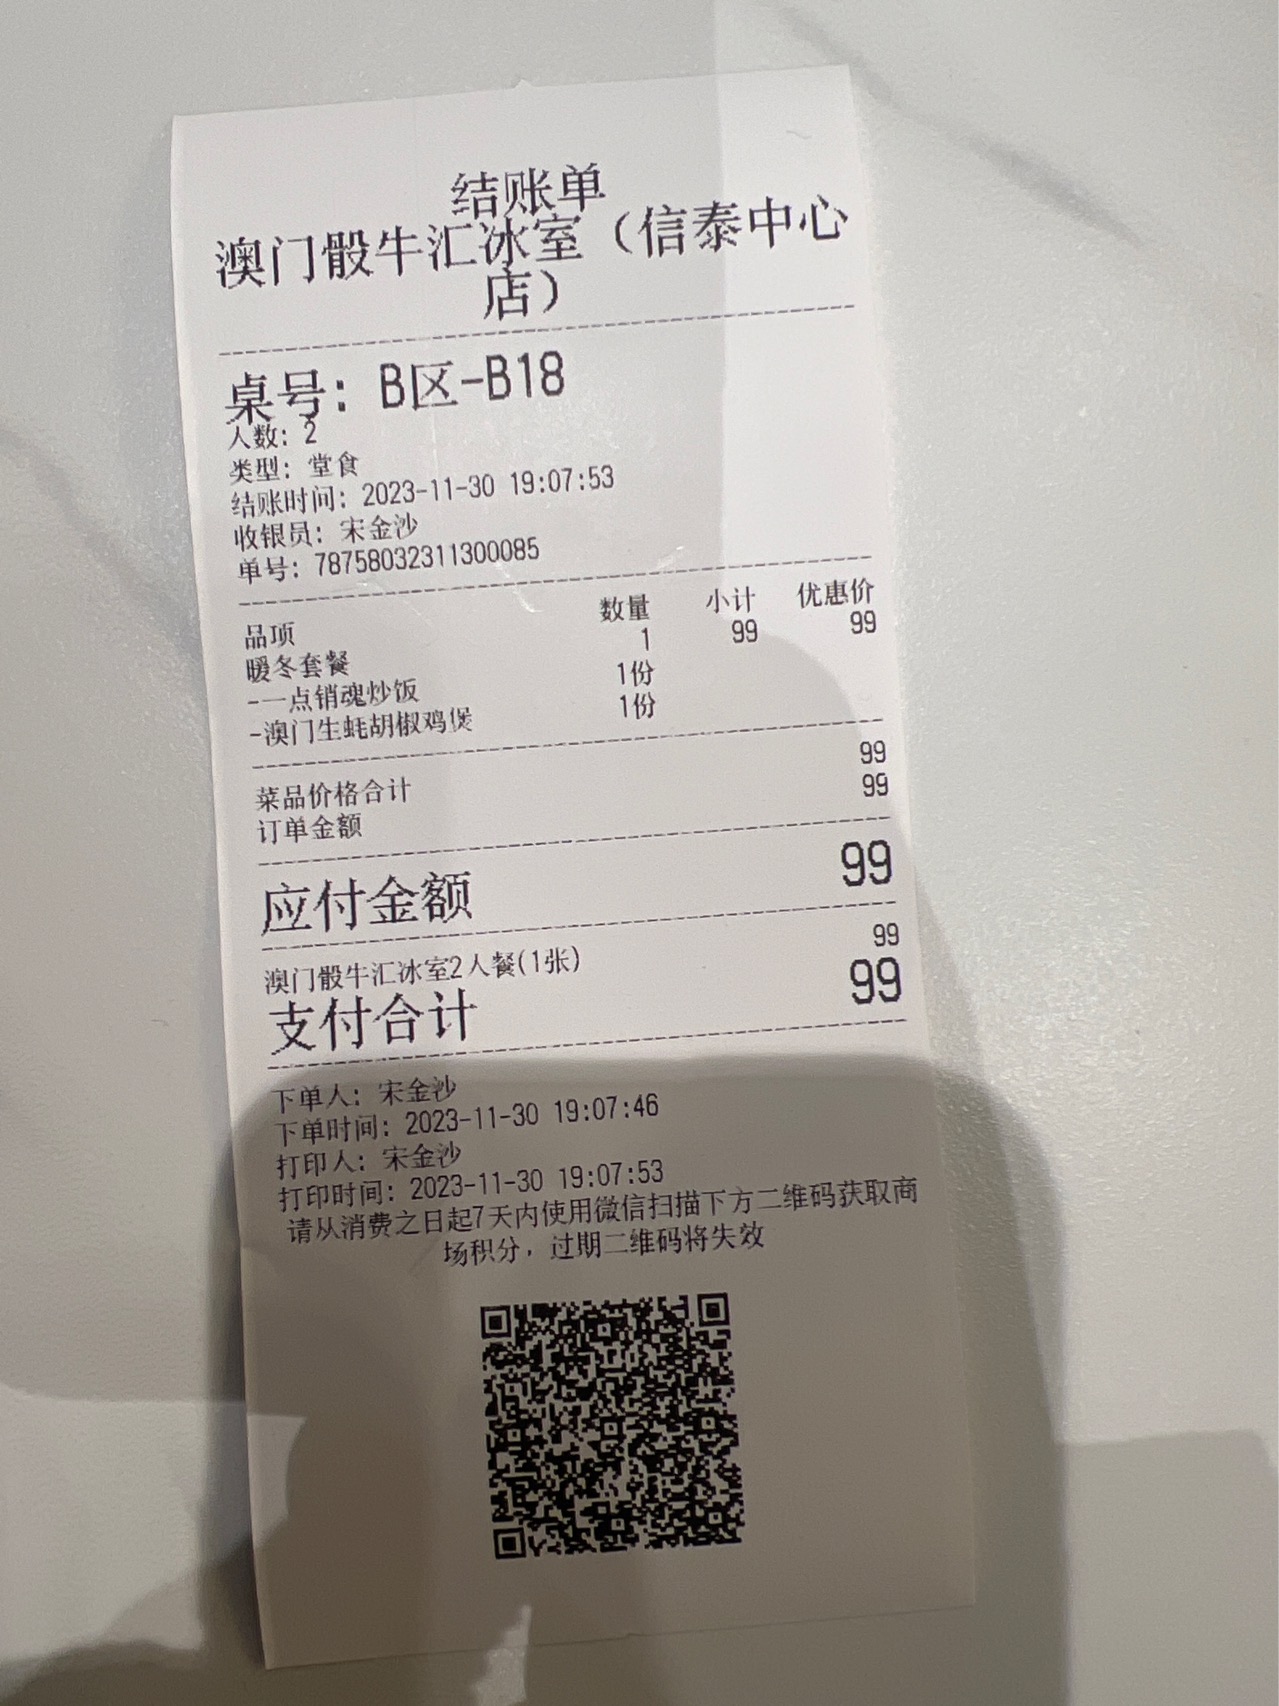 结账单
澳门骰牛汇冰室（信泰中心
店）
桌号: B区-B18
人数: 2
类型: 堂食
结账时间: 2023-11-30 19:07:53
收银员: 宋金沙
单号: 78758032311300085
品项 数量 小计 优惠价
暖冬套餐 1 99 99
-一点销魂炒饭 1份
-澳门生蚝胡椒鸡煲 1份
菜品价格合计 99
订单金额 99
应付金额 99
澳门骰牛汇冰室2人餐(1张) 99
支付合计 99
下单人: 宋金沙
下单时间: 2023-11-30 19:07:46
打印人: 宋金沙
打印时间: 2023-11-30 19:07:53
请从消费之日起7天内使用微信扫描下方二维码获取商
场积分，过期二维码将失效